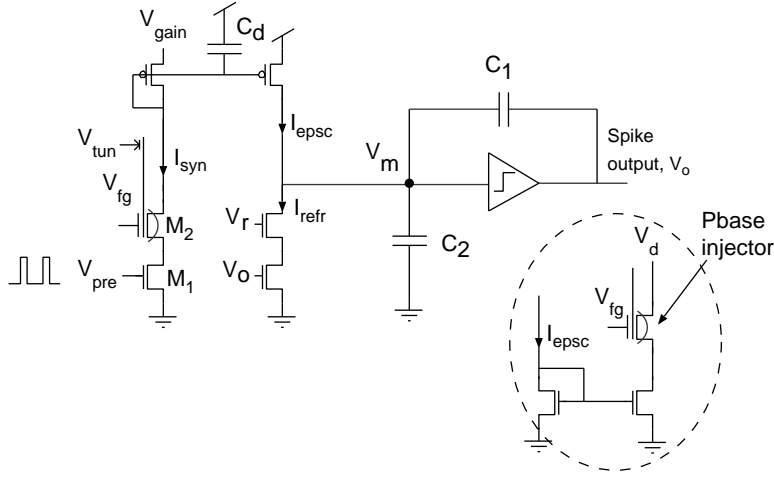 V_gain
C_d
C_1
I_epsc
V_tun
I_syn
V_m
Spike
output, V_o
V_fg
M_2
V_r
I_refr
C_2
V_pre
M_1
V_o
Pbase
injector
V_d
V_fg
I_epsc